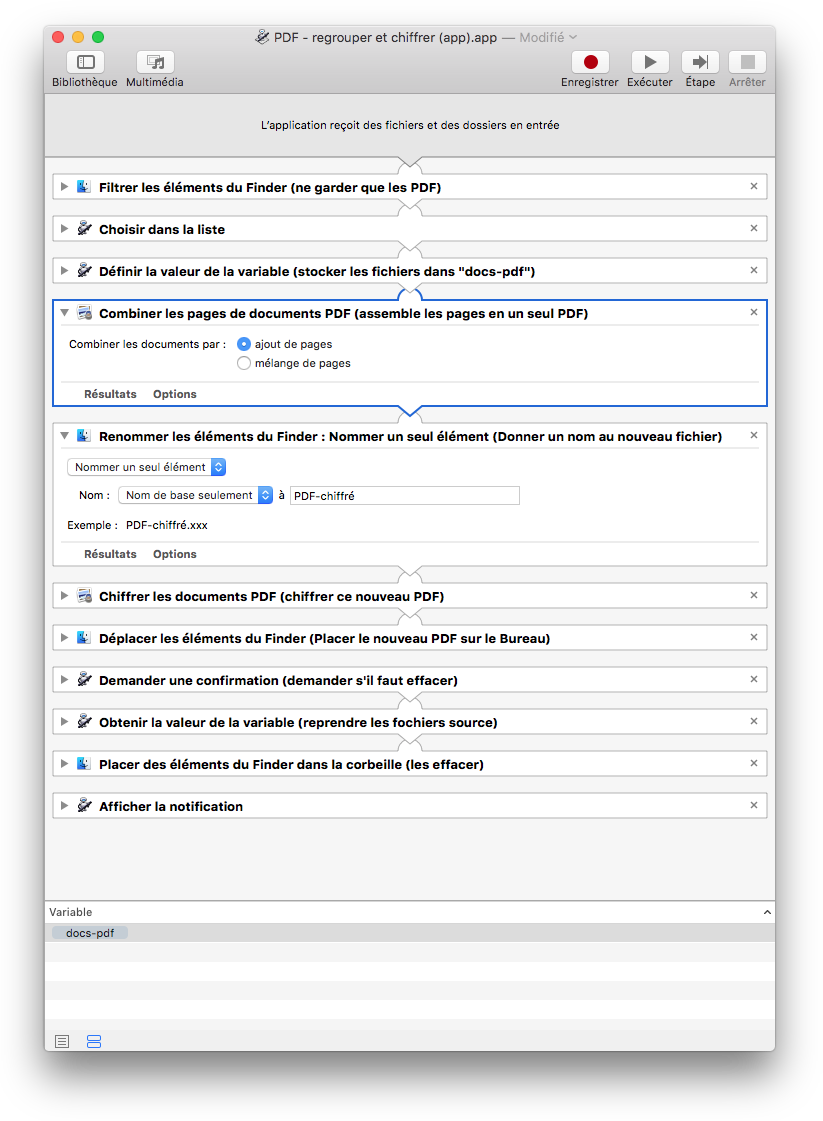 PDF - regrouper et chiffrer (app).app — Modifié
Bibliothèque Multimédia Enregistrer Exécuter Étape Arrêter
L'application reçoit des fichiers et des dossiers en entrée
Filtrer les éléments du Finder (ne garder que les PDF)
Choisir dans la liste
Définir la valeur de la variable (stocker les fichiers dans "docs-pdf")
Combiner les pages de documents PDF (assemble les pages en un seul PDF)
Combiner les documents par : ajout de pages
mélange de pages
Résultats Options
Renommer les éléments du Finder : Nommer un seul élément (Donner un nom au nouveau fichier)
Nommer un seul élément
Nom : Nom de base seulement à PDF-chiffré
Exemple : PDF-chiffré.xxx
Résultats Options
Chiffrer les documents PDF (chiffrer ce nouveau PDF)
Déplacer les éléments du Finder (Placer le nouveau PDF sur le Bureau)
Demander une confirmation (demander s'il faut effacer)
Obtenir la valeur de la variable (reprendre les fochiers source)
Placer des éléments du Finder dans la corbeille (les effacer)
Afficher la notification
Variable
docs-pdf